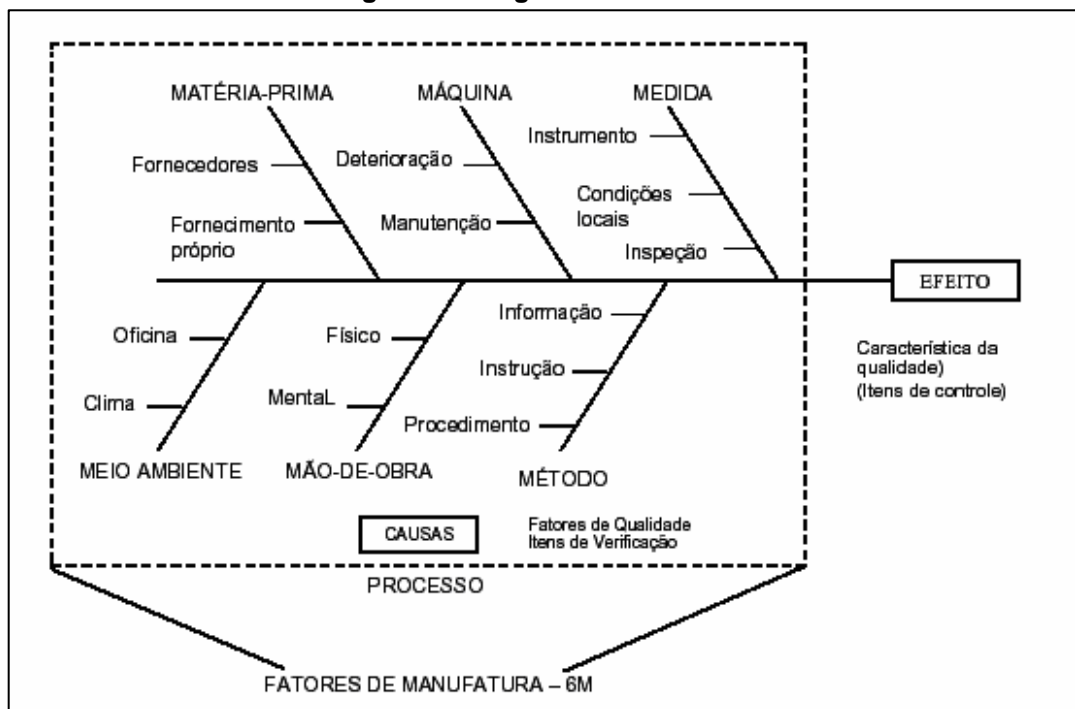 MATÉRIA-PRIMA
MÁQUINA
MEDIDA
Instrumento
Fornecedores
Deterioração
Condições
locais
Fornecimento
próprio
Manutenção
Inspeção
EFEITO
Informação
Oficina
Físico
Característica da
qualidade)
(Itens de controle)
Instrução
Clima
MentaL
Procedimento
MEIO AMBIENTE
MÃO-DE-OBRA
MÉTODO
CAUSAS
Fatores de Qualidade
Itens de Verificação
PROCESSO
FATORES DE MANUFATURA – 6M